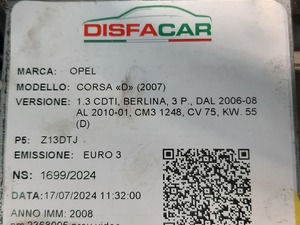 DISFACAR
MARCA: OPEL
MODELLO: CORSA «D» (2007)
VERSIONE: 1.3 CDTI, BERLINA, 3 P., DAL 2006-08
AL 2010-01, CM3 1248, CV 75, KW. 55
(D)
P5: Z13DTJ
EMISSIONE: EURO 3
NS: 1699/2024
DATA:17/07/2024 11:32:00
ANNO IMM: 2008